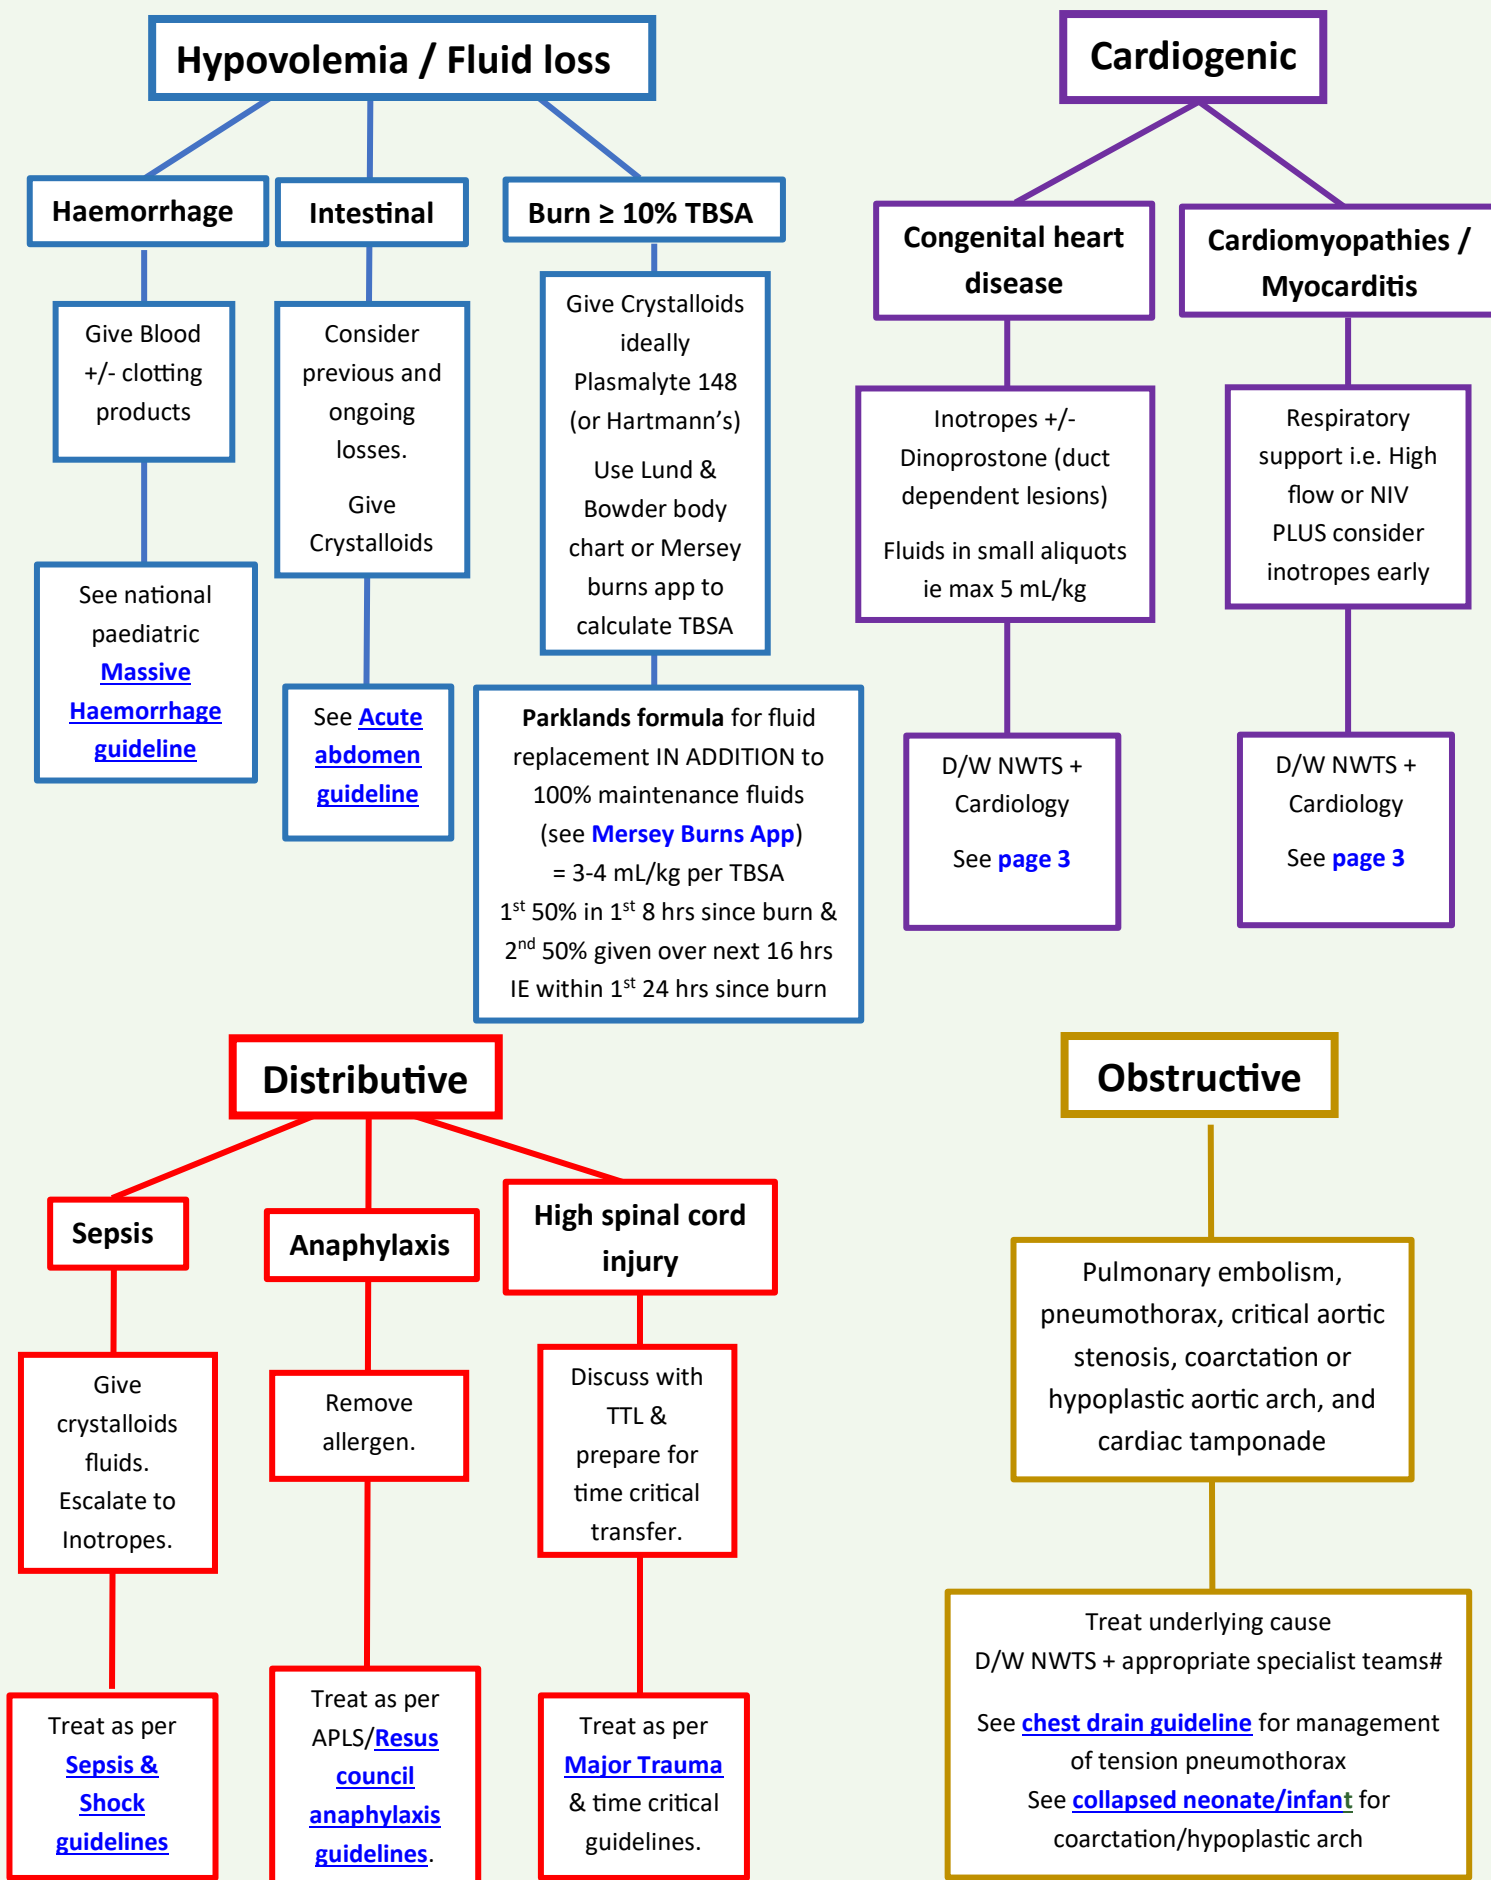 Hypovolemia / Fluid loss
Haemorrhage
Give Blood
+/- clotting
products
See national
paediatric
Massive
Haemorrhage
guideline
Intestinal
Consider
previous and
ongoing
losses.
Give
Crystalloids
See Acute
abdomen
guideline
Burn ≥ 10% TBSA
Give Crystalloids
ideally
Plasmalyte 148
(or Hartmann's)
Use Lund &
Bowder body
chart or Mersey
burns app to
calculate TBSA
Parklands formula for fluid
replacement IN ADDITION to
100% maintenance fluids
(see Mersey Burns App)
= 3-4 mL/kg per TBSA
1st 50% in 1st 8 hrs since burn &
2nd 50% given over next 16 hrs
IE within 1st 24 hrs since burn
Cardiogenic
Congenital heart
disease
Inotropes +/-
Dinoprostone (duct
dependent lesions)
Fluids in small aliquots
ie max 5 mL/kg
D/W NWTS +
Cardiology
See page 3
Cardiomyopathies /
Myocarditis
Respiratory
support i.e. High
flow or NIV
PLUS consider
inotropes early
D/W NWTS +
Cardiology
See page 3
Distributive
Sepsis
Give
crystalloids
fluids.
Escalate to
Inotropes.
Treat as per
Sepsis &
Shock
guidelines
Anaphylaxis
Remove
allergen.
Treat as per
APLS/Resus
council
anaphylaxis
guidelines.
High spinal cord
injury
Discuss with
TTL &
prepare for
time critical
transfer.
Treat as per
Major Trauma
& time critical
guidelines.
Obstructive
Pulmonary embolism,
pneumothorax, critical aortic
stenosis, coarctation or
hypoplastic aortic arch, and
cardiac tamponade
Treat underlying cause
D/W NWTS + appropriate specialist teams#
See chest drain guideline for management
of tension pneumothorax
See collapsed neonate/infant for
coarctation/hypoplastic arch